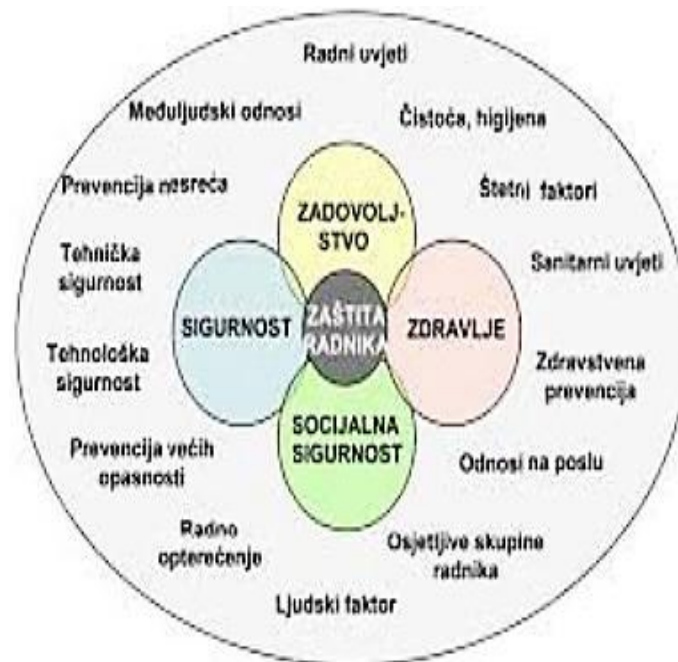 Radni uvjeti
Međuljudski odnosi
Čistoća, higijena
Prevencija nesreća
Štetni faktori
ZADOVOLJ-
STVO
Tehnička
sigurnost
Sanitarni uvjeti
SIGURNOST
ZAŠTITA
RADNIKA
ZDRAVLJE
Tehnološka
sigurnost
Zdravstvena
prevencija
SOCIJALNA
SIGURNOST
Prevencija većih
opasnosti
Odnosi na poslu
Radno
opterećenje
Osjetljive skupine
radnika
Ljudski faktor